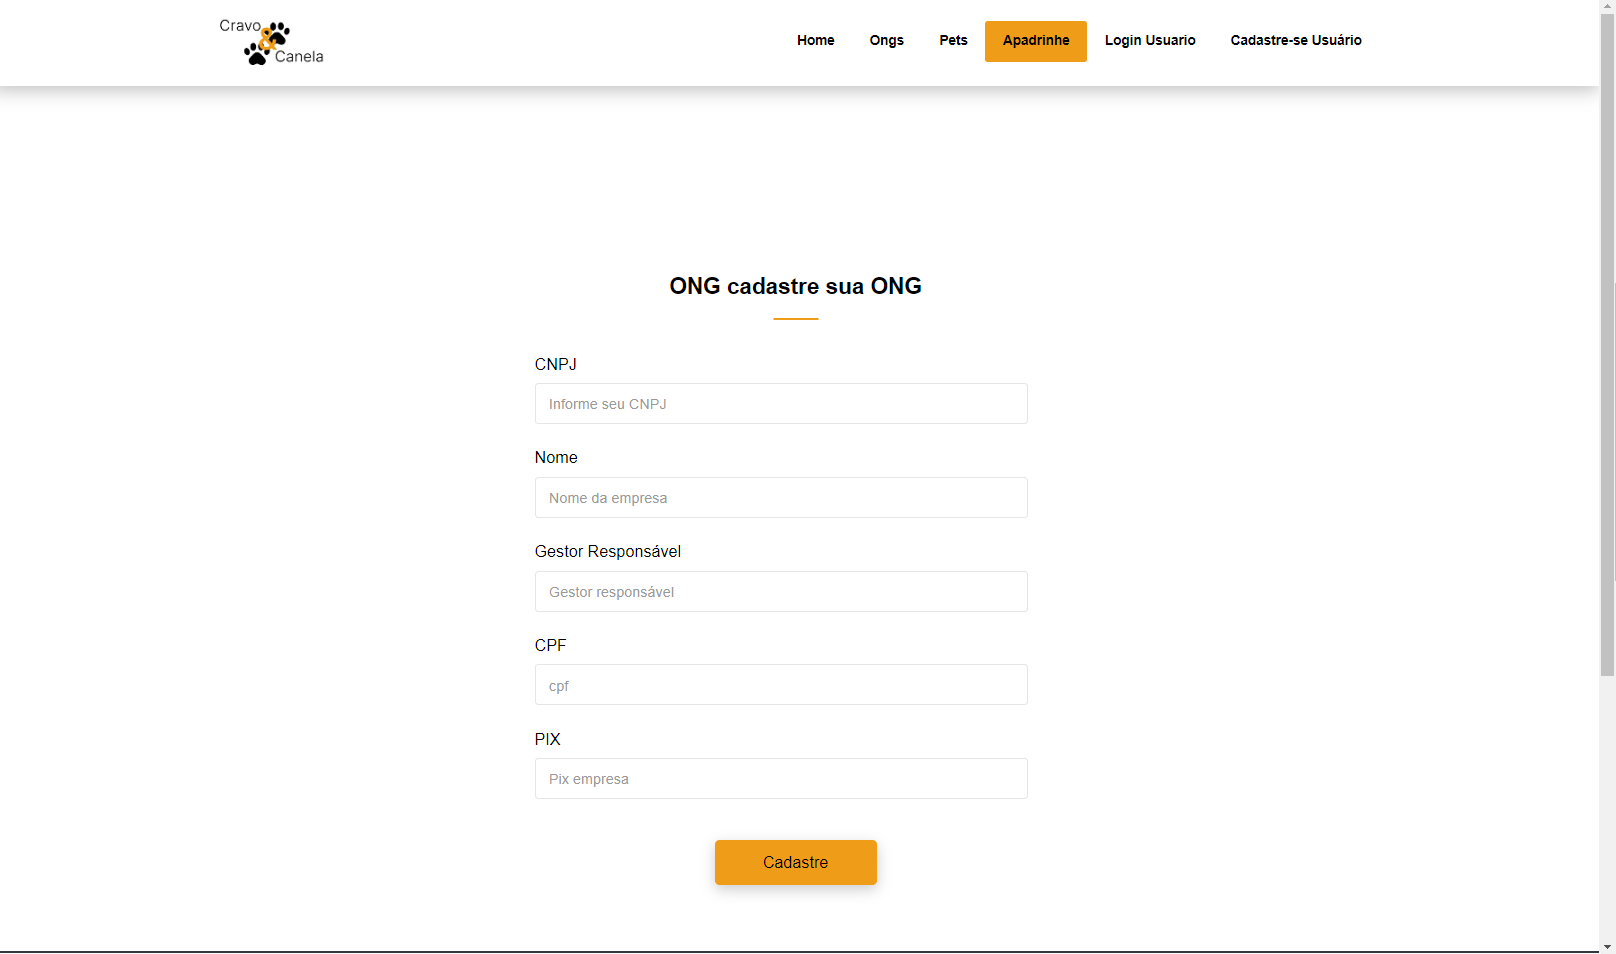 Cravo
&
Canela
Home Ongs Pets Apadrinhe Login Usuario Cadastre-se Usuário
ONG cadastre sua ONG
CNPJ
Informe seu CNPJ
Nome
Nome da empresa
Gestor Responsável
Gestor responsável
CPF
cpf
PIX
Pix empresa
Cadastre